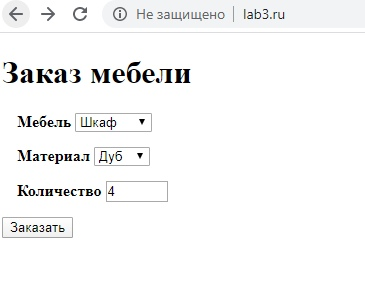 Не защищено | lab3.ru
Заказ мебели
Мебель Шкаф
Материал Дуб
Количество 4
Заказать